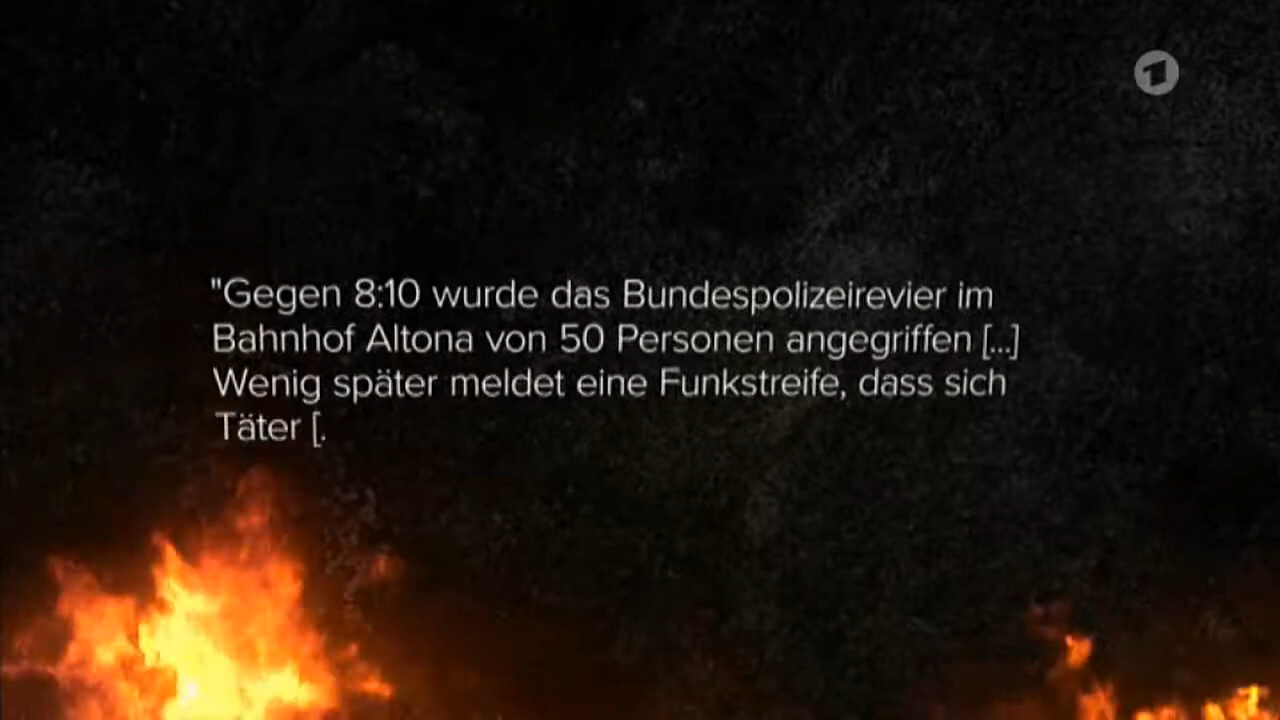 "Gegen 8:10 wurde das Bundespolizeirevier im
Bahnhof Altona von 50 Personen angegriffen [...]
Wenig später meldet eine Funkstreife, dass sich
Täter [.